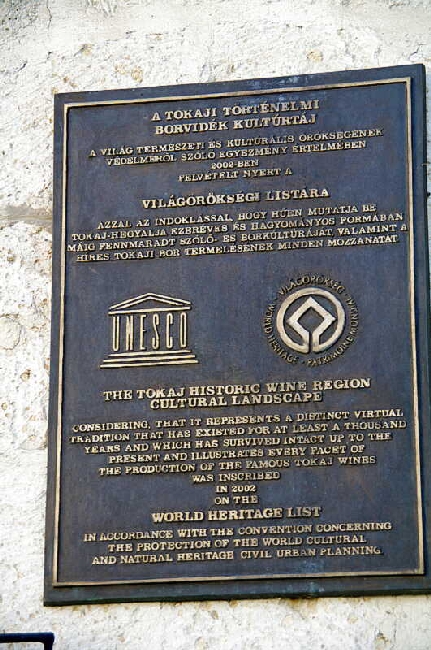 A TOKAJI TÖRTÉNELMI
BORVIDÉK KULTÚRTÁJ
A VILÁG TERMÉSZETI ÉS KULTURÁLIS ÖRÖKSÉGÉNEK
VÉDELMÉRŐL SZÓLÓ EGYEZMÉNY ÉRTELMÉBEN
2002-BEN
FELVÉTELT NYERT A
VILÁGÖRÖKSÉGI LISTÁRA
AZZAL AZ INDOKLÁSSAL, HOGY HŰEN MUTATJA BE
TOKAJ-HEGYALJA EZERÉVES ÉS HAGYOMÁNYOS FORMÁBAN
MÁIG FENNMARADT SZŐLŐ- ÉS BORKULTÚRÁJÁT, VALAMINT A
HÍRES TOKAJI BOR TERMELÉSÉNEK MINDEN MOZZANATÁT.
UNESCO
VILÁGÖRÖKSÉG
WORLD HERITAGE
PATRIMOINE MONDIAL
THE TOKAJ HISTORIC WINE REGION
CULTURAL LANDSCAPE
CONSIDERING, THAT IT REPRESENTS A DISTINCT VIRTUAL
TRADITION THAT HAS EXISTED FOR AT LEAST A THOUSAND
YEARS AND WHICH HAS SURVIVED INTACT UP TO THE
PRESENT AND ILLUSTRATES EVERY FACET OF
THE PRODUCTION OF THE FAMOUS TOKAJ WINES
WAS INSCRIBED
IN 2002
ON THE
WORLD HERITAGE LIST
IN ACCORDANCE WITH THE CONVENTION CONCERNING
THE PROTECTION OF THE WORLD CULTURAL
AND NATURAL HERITAGE CIVIL URBAN PLANNING